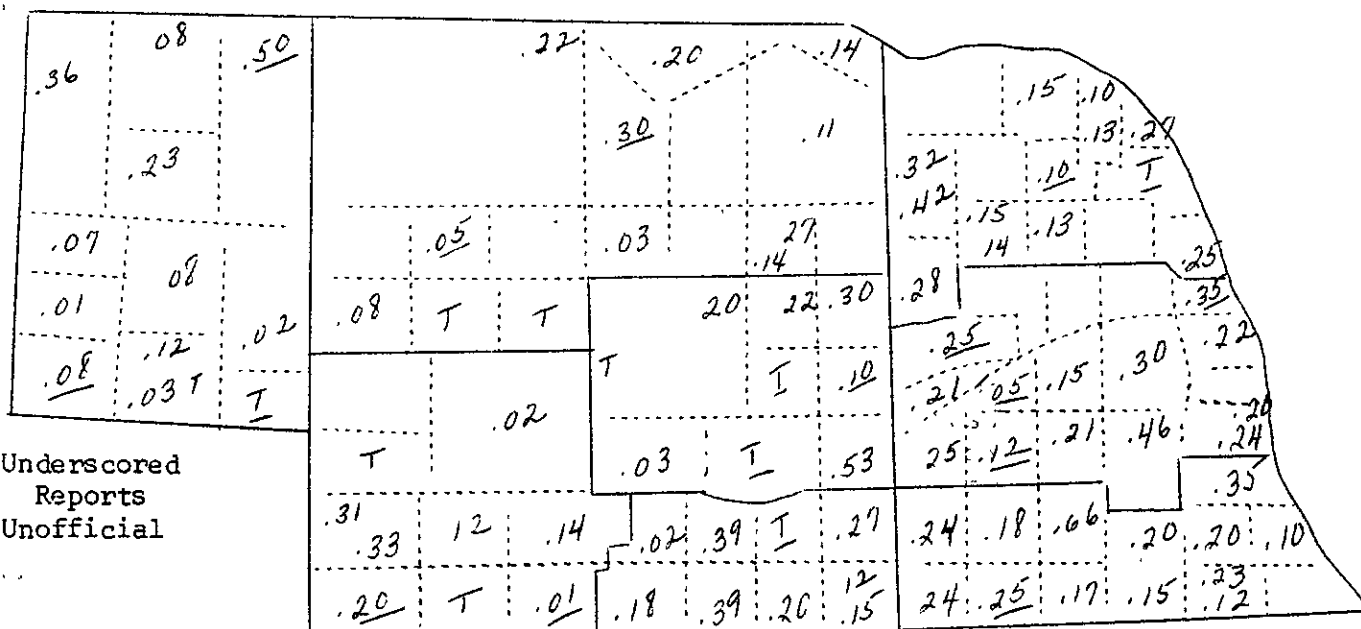 .36 08 .50 .22 .20 .14
.15 .10
.30 .11 .13 .27
.23 .32 .10 T
.42
.07 .05 .03 27 .15 .13
.14 14 .25
08 .28
.01 .08 T T 20 22 .30 .35
.02 .25 .22
.12 T T .10 .21 .05 .15 .30
.08 .03 T T .02 .20
T .03 T .53 25 .12 .21 .46 .24
Underscored
Reports
Unofficial
.31 .35
.33 12 .14 .02 .39 T .27 .24 .18 .66 .20 .20 .10
12 .23
.20 T .01 .18 .39 .20 .15 24 .25 .17 .15 .12